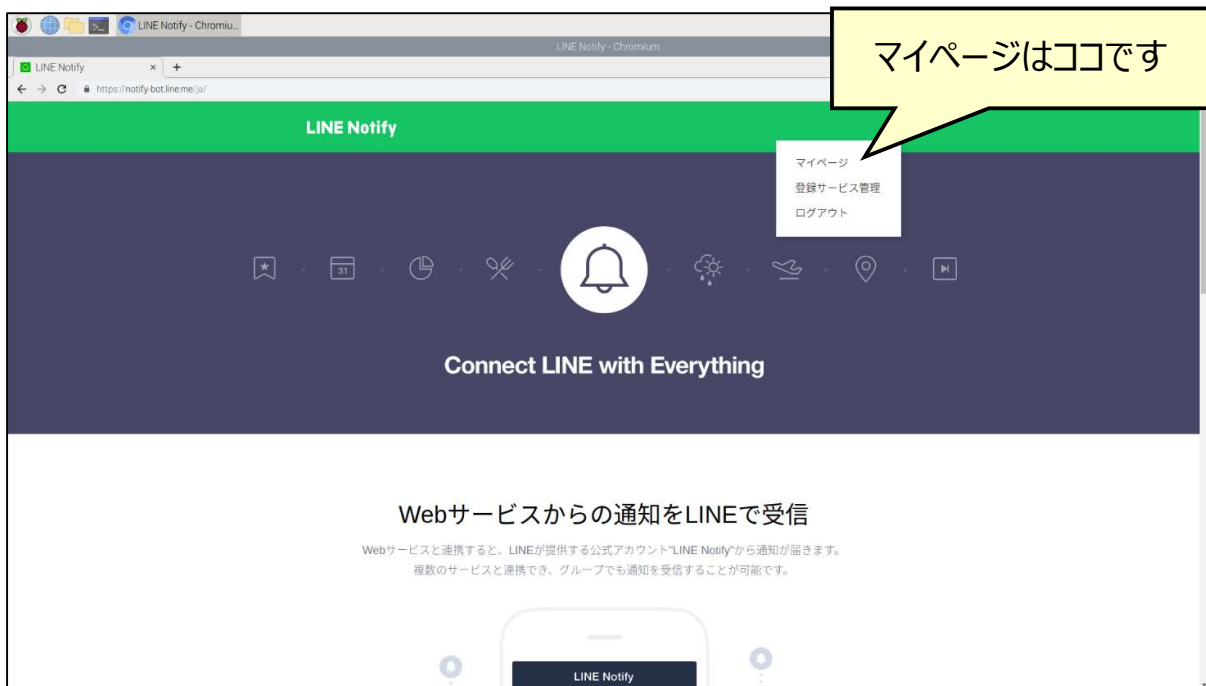 LINE Notify - Chromiu...
LINE Notify - Chromium
マイページはココです
LINE Notify
https://notify-bot.line.me/ja/
LINE Notify
マイページ
登録サービス管理
ログアウト
31
Connect LINE with Everything
Webサービスからの通知をLINEで受信
Webサービスと連携すると、LINEが提供する公式アカウント"LINE Notify"から通知が届きます。
複数のサービスと連携でき、グループでも通知を受信することが可能です。
LINE Notify